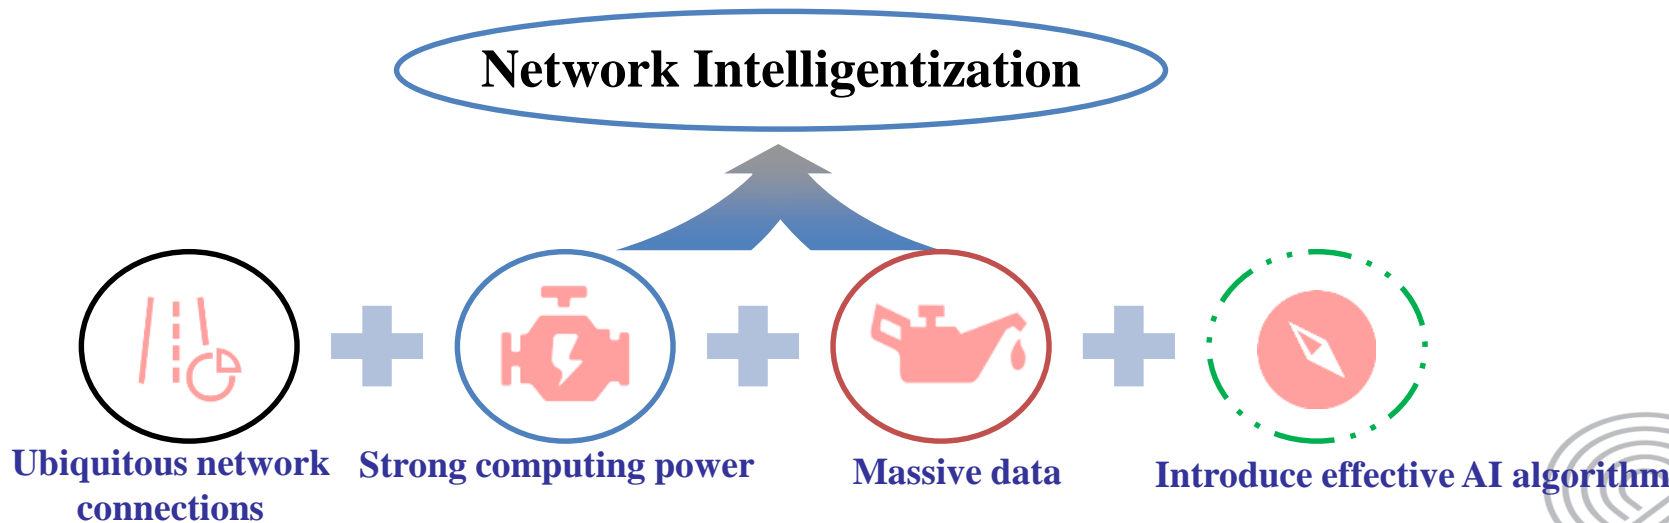 Network Intelligentization
Ubiquitous network
connections
Strong computing power
Massive data
Introduce effective AI algorithm